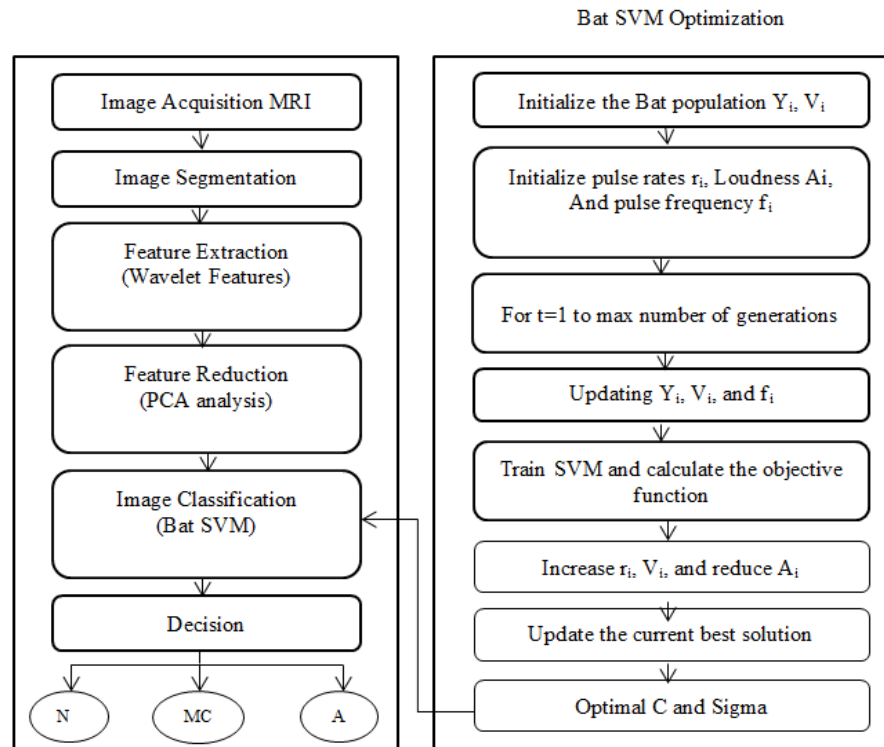 Bat SVM Optimization
Image Acquisition MRI
Image Segmentation
Feature Extraction
(Wavelet Features)
Feature Reduction
(PCA analysis)
Image Classification
(Bat SVM)
Decision
N
MC
A
Initialize the Bat population Yᵢ, Vᵢ
Initialize pulse rates rᵢ, Loudness Ai,
And pulse frequency fᵢ
For t=1 to max number of generations
Updating Yᵢ, Vᵢ, and fᵢ
Train SVM and calculate the objective
function
Increase rᵢ, Vᵢ, and reduce Aᵢ
Update the current best solution
Optimal C and Sigma